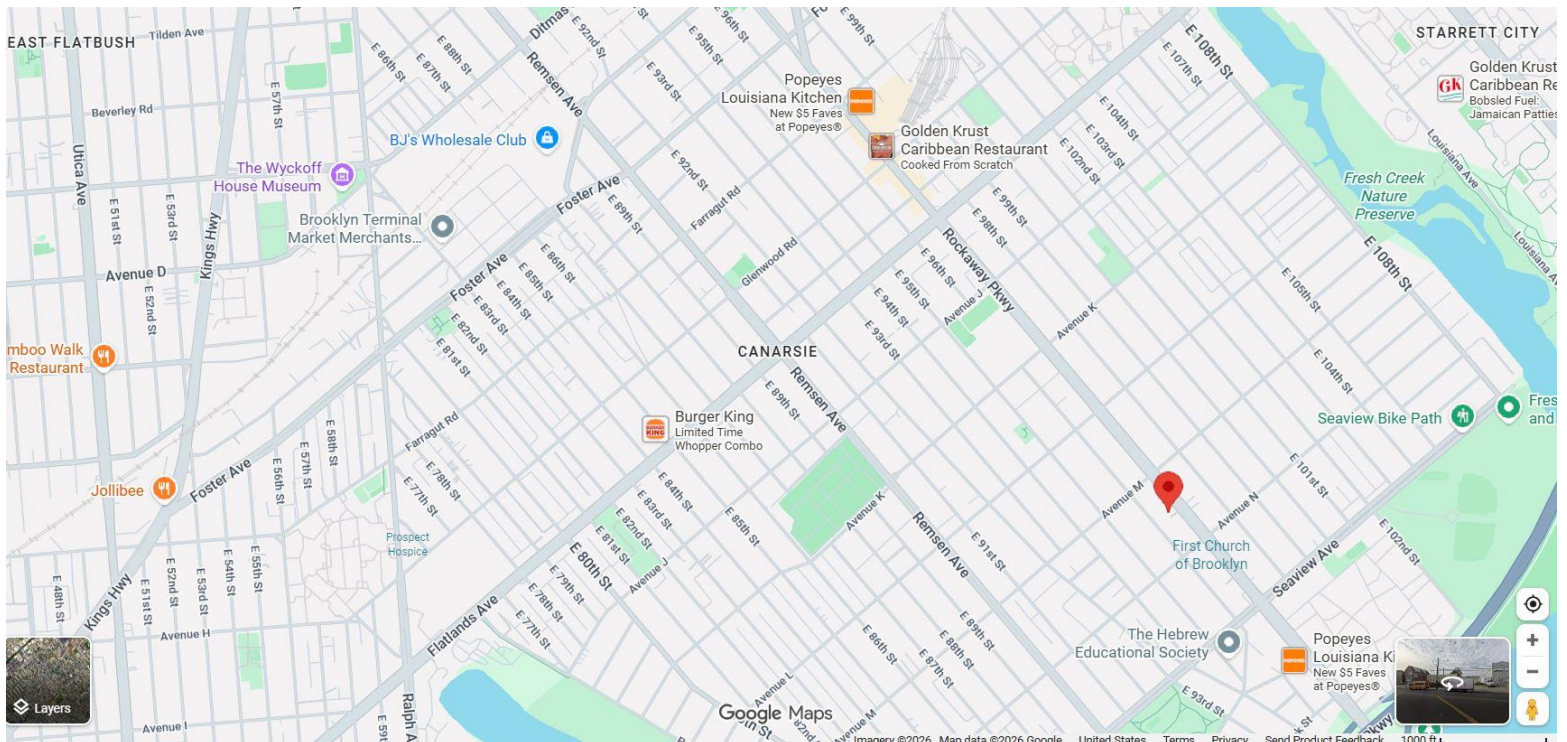 EAST FLATBUSH
Tilden Ave
Ditmas
E 96th St
E 99th St
E 92nd St
E 95th St
E 88th St
E 87th St
E 86th St
Remsen Ave
E 93rd St
E 108th St
E 107th St
STARRETT CITY
Golden Krust
Caribbean Re
Bobsled Fuel:
Jamaican Patties
Beverley Rd
E 57th St
Popeyes
Louisiana Kitchen
New $5 Faves
at Popeyes®
BJ's Wholesale Club
Golden Krust
Caribbean Restaurant
Cooked From Scratch
E 104th St
E 103rd St
E 102nd St
Louisiana Ave
Utica Ave
The Wyckoff
House Museum
E 92nd St
Foster Ave
Farragut Rd
E 89th St
Fresh Creek
Nature
Preserve
E 51st St
E 53rd St
Kings Hwy
Brooklyn Terminal
Market Merchants...
E 99th St
E 98th St
Rockaway Pkwy
Louisiana Av
Avenue D
E 52nd St
Foster Ave
E 86th St
E 85th St
E 84th St
E 83rd St
E 82nd St
E 81st St
Glenwood Rd
E 96th St
E 95th St
E 94th St
E 93rd St
Avenue J
Avenue K
E 108th St
E 105th St
E 104th St
mboo Walk
Restaurant
CANARSIE
Remsen Ave
E 89th St
Burger King
Limited Time
Whopper Combo
Seaview Bike Path
Fres
and
Farragut Rd
E 58th St
E 57th St
E 56th St
E 78th St
E 77th St
Jollibee
Foster Ave
E 84th St
E 83rd St
E 82nd St
E 81st St
E 85th St
Avenue K
Avenue M
E 101st St
Avenue N
Prospect
Hospice
E 80th St
E 79th St
E 78th St
E 77th St
Avenue J
Remsen Ave
E 91st St
First Church
of Brooklyn
E 102nd St
Seaview Ave
E 48th St
Kings Hwy
E 51st St
E 52nd St
E 53rd St
E 54th St
E 55th St
Avenue H
Flatlands Ave
E 86th St
E 87th St
E 88th St
E 89th St
The Hebrew
Educational Society
Popeyes
Louisiana Ki
New $5 Faves
at Popeyes®
Layers
Ralph A
E 59th
Avenue I
Avenue L
Avenue M
82nd
E 93rd St
Pkwy
Google Maps
Imagery ©2026 Map data ©2026 Google United States Terms Privacy Send Product Feedback 1000 ft